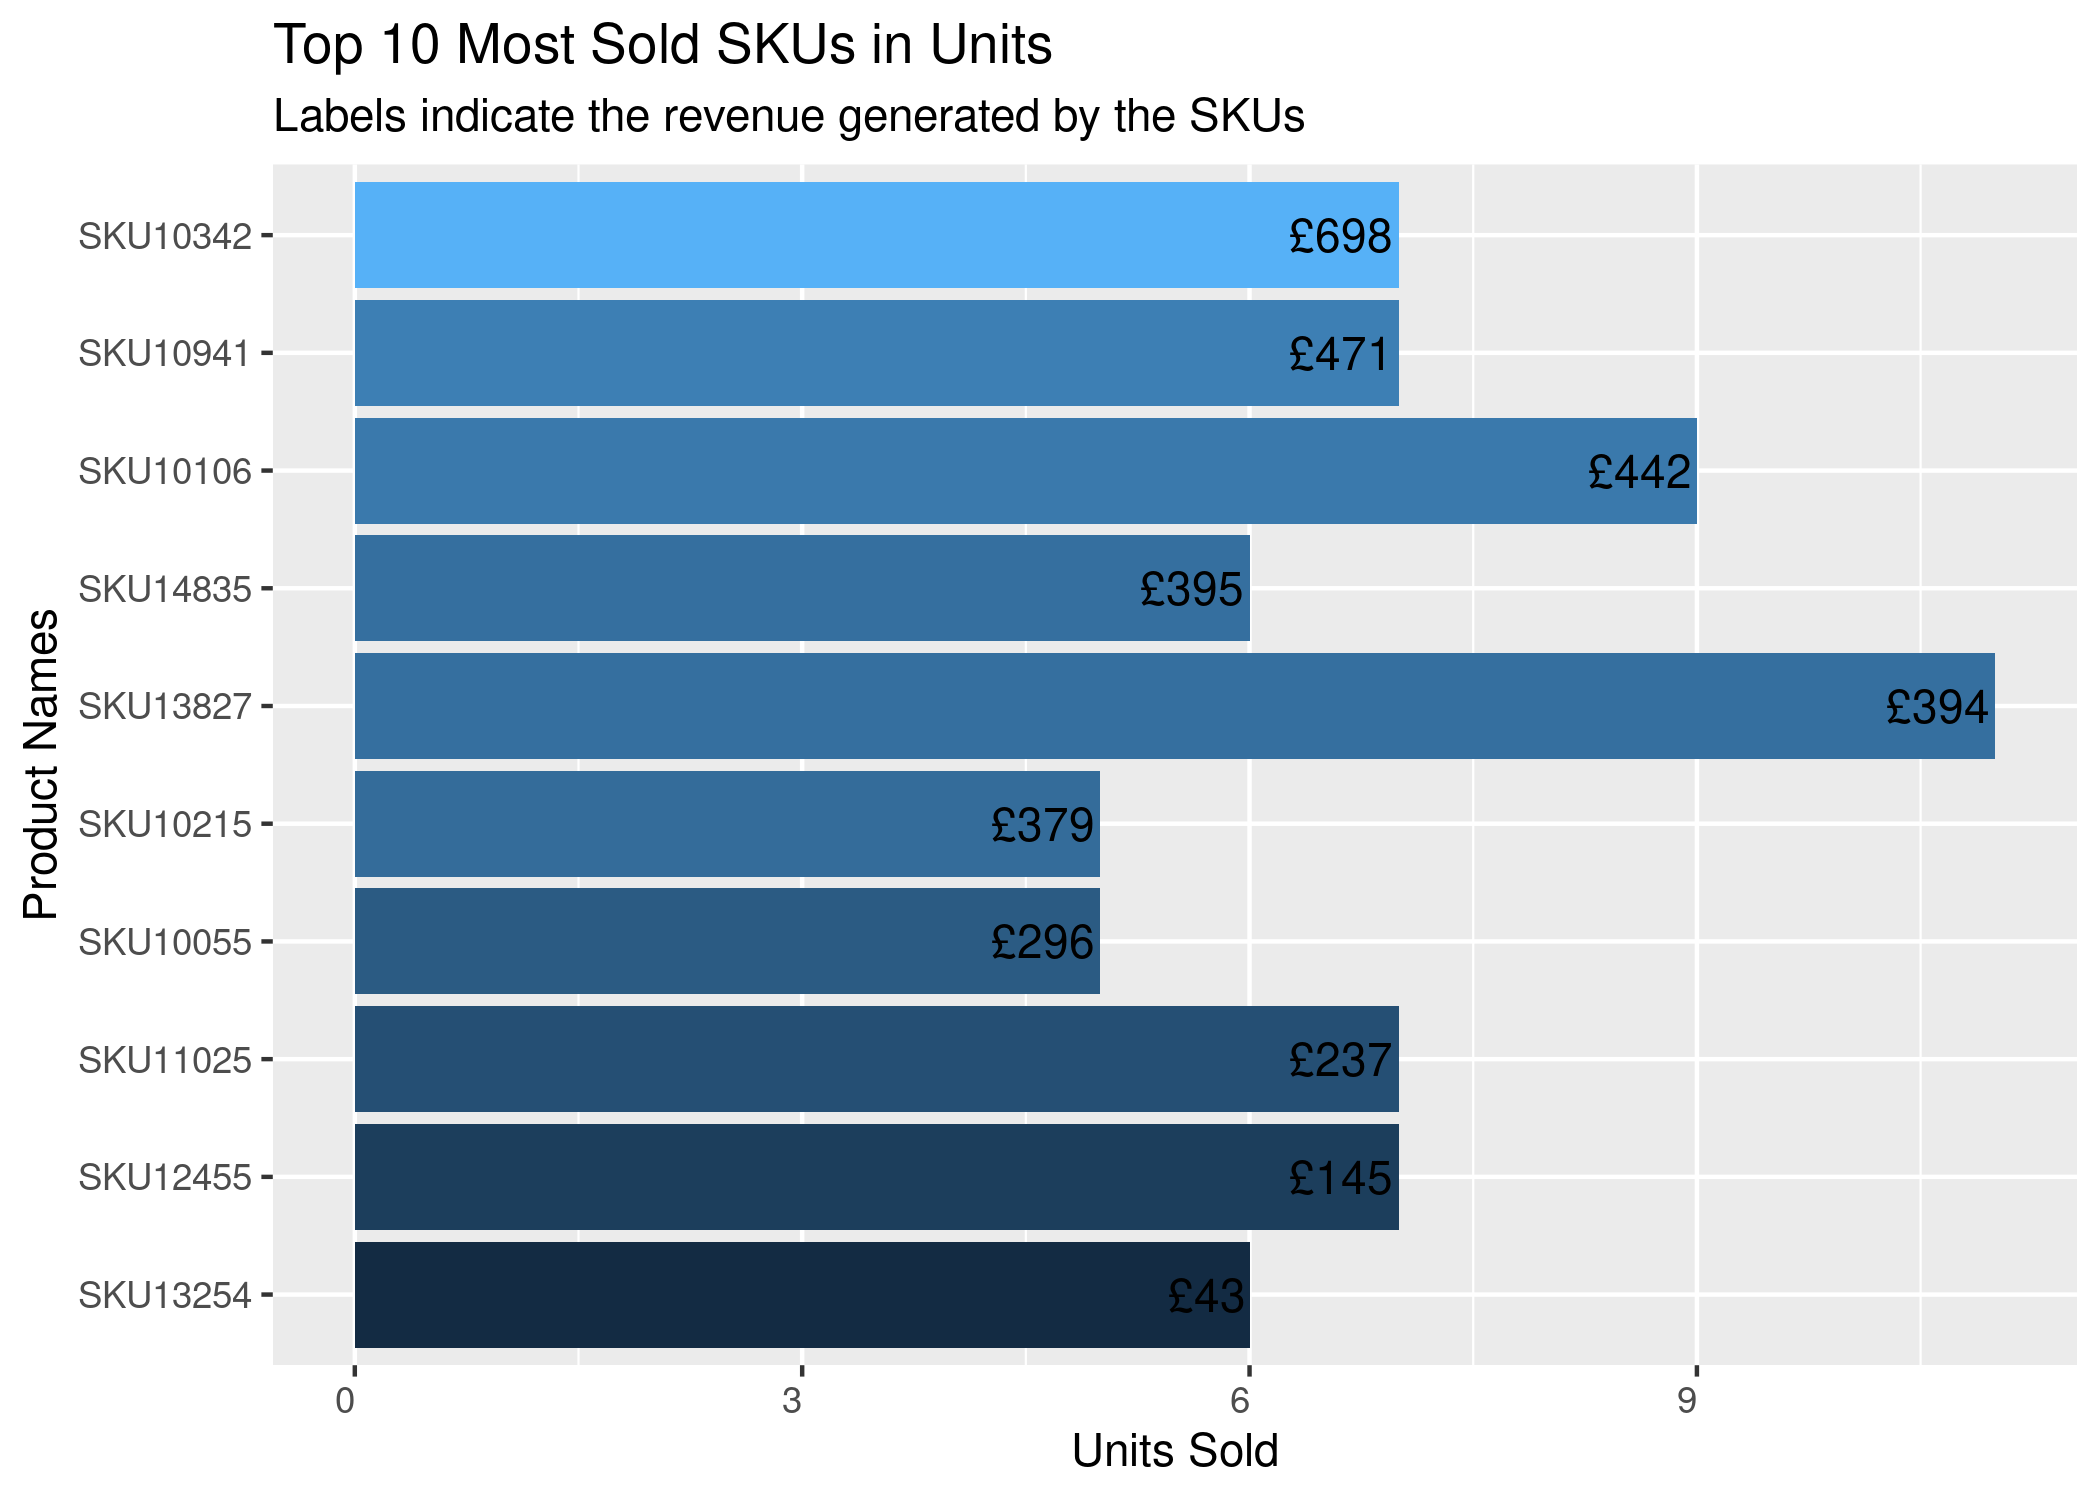 Top 10 Most Sold SKUs in Units
Labels indicate the revenue generated by the SKUs
Product Names
SKU10342
£698
SKU10941
£471
SKU10106
£442
SKU14835
£395
SKU13827
£394
SKU10215
£379
SKU10055
£296
SKU11025
£237
SKU12455
£145
SKU13254
£43
0
3
6
9
Units Sold